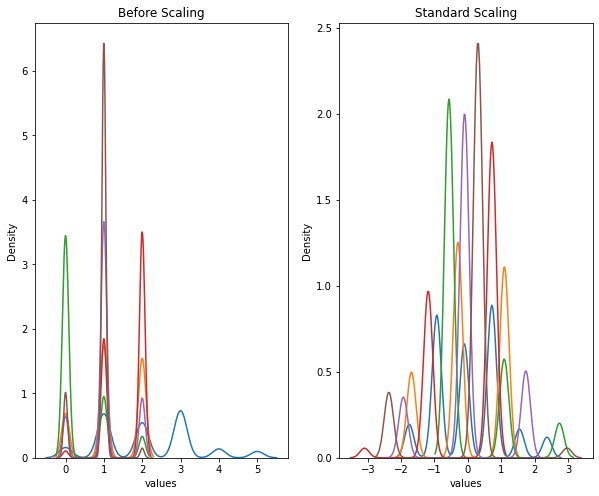 Before Scaling
Standard Scaling
Density
6
5
4
3
2
1
0
0 1 2 3 4 5
values
Density
2.5
2.0
1.5
1.0
0.5
0.0
−3 −2 −1 0 1 2 3
values